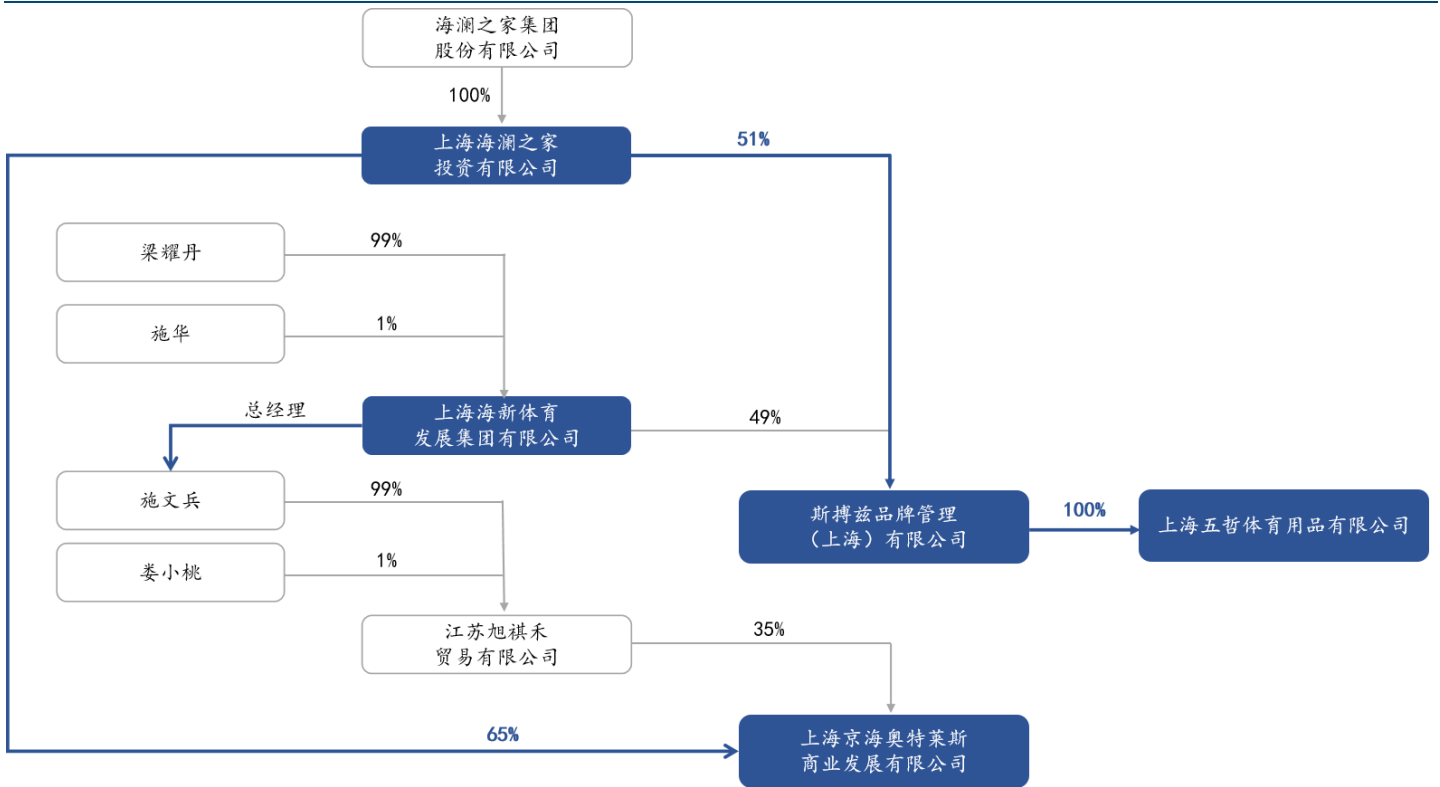 海澜之家集团
股份有限公司
100%
上海海澜之家
投资有限公司
51%
梁耀丹
99%
施华
1%
总经理
上海海新体育
发展集团有限公司
49%
施文兵
99%
斯搏兹品牌管理
（上海）有限公司
100%
上海五哲体育用品有限公司
娄小桃
1%
江苏旭祺禾
贸易有限公司
35%
65%
上海京海奥特莱斯
商业发展有限公司